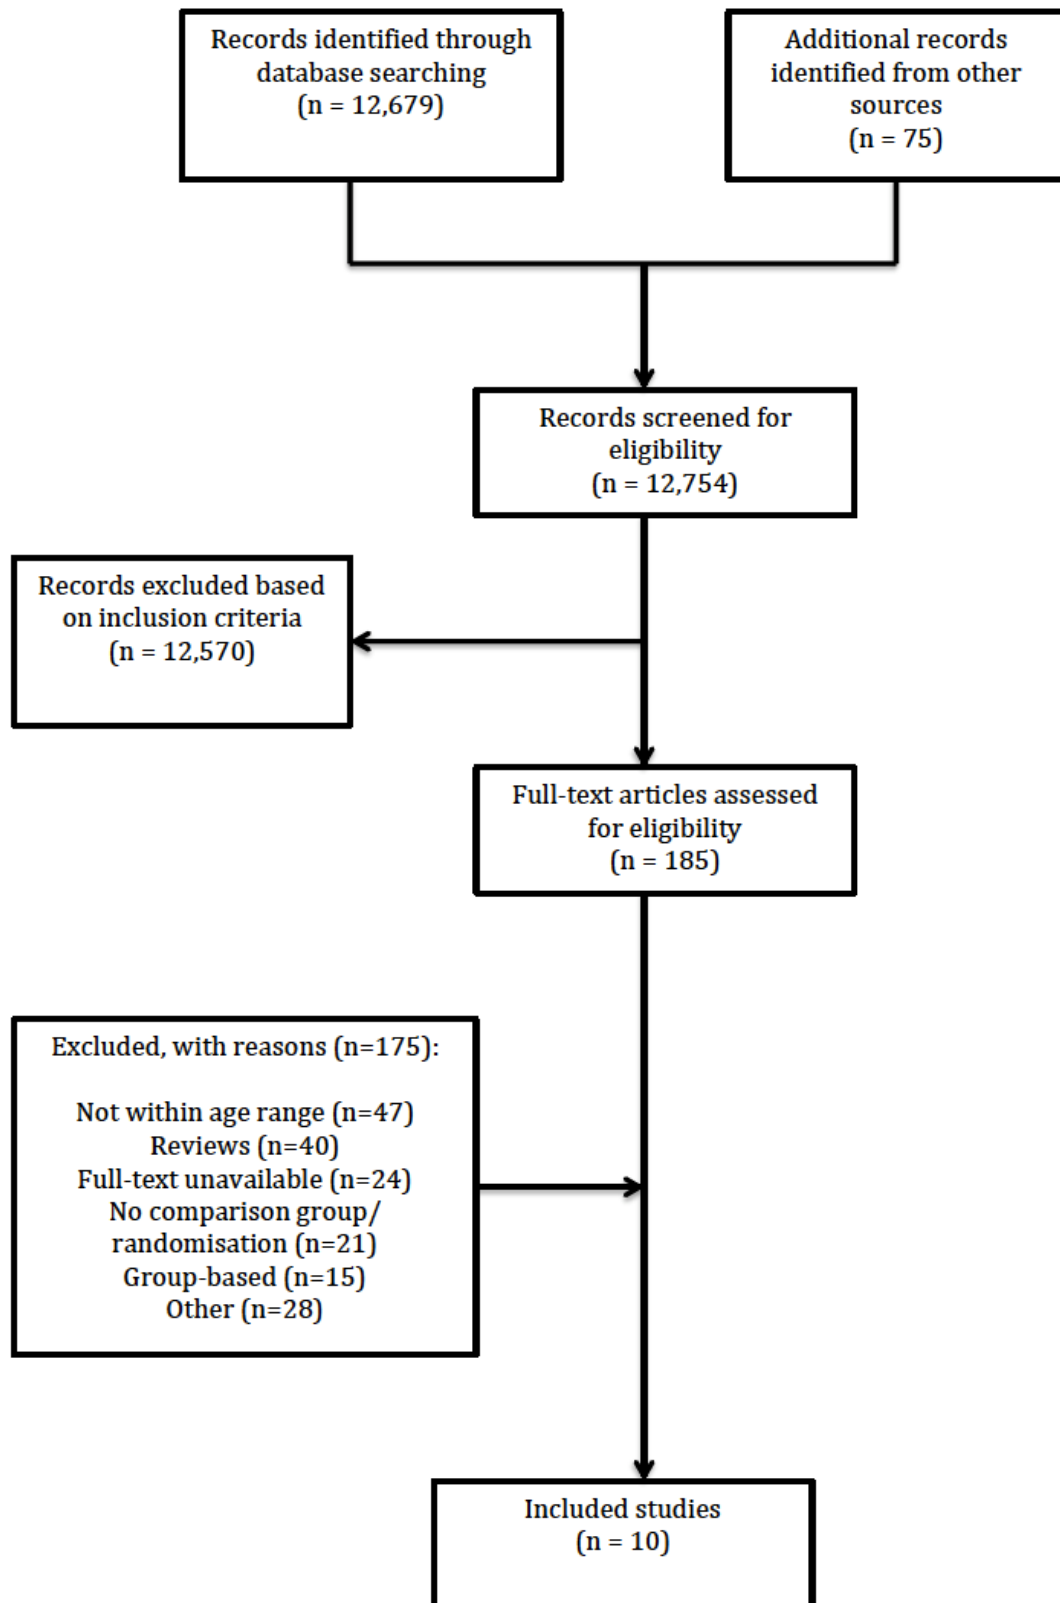 Records identified through
database searching
(n = 12,679)
Additional records
identified from other
sources
(n = 75)
Records screened for
eligibility
(n = 12,754)
Records excluded based
on inclusion criteria
(n = 12,570)
Full-text articles assessed
for eligibility
(n = 185)
Excluded, with reasons (n=175):
Not within age range (n=47)
Reviews (n=40)
Full-text unavailable (n=24)
No comparison group/
randomisation (n=21)
Group-based (n=15)
Other (n=28)
Included studies
(n = 10)